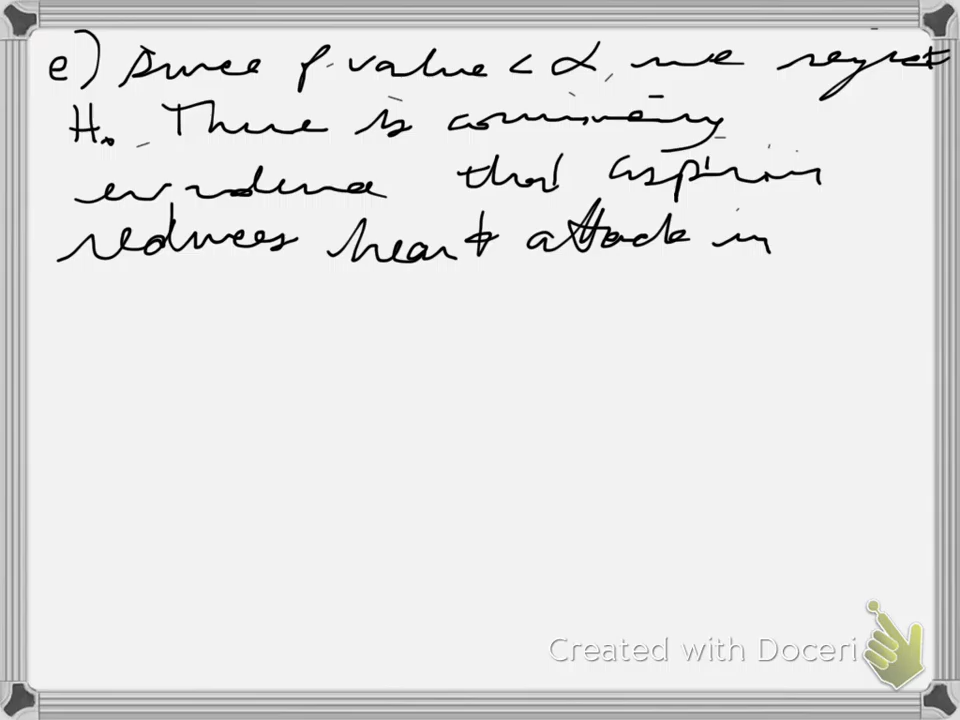 e) Since p-value < α, we reject
H₀. There is convincing
evidence that aspirin
reduces heart attack in
Created with Doceri